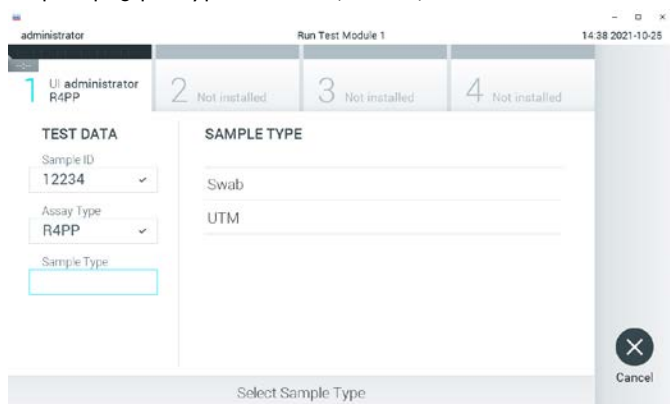 administrator
Run Test Module 1
14:38 2021-10-25
1 UI administrator
R4PP
2 Not installed
3 Not installed
4 Not installed
TEST DATA
SAMPLE TYPE
Sample ID
12234
Swab
Assay Type
UTM
R4PP
Sample Type
Cancel
Select Sample Type